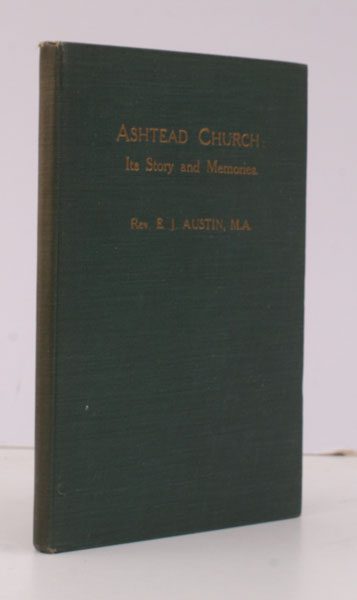 ASHTEAD CHURCH:
Its Story and Memories.
Rev. E. J. AUSTIN, M.A.